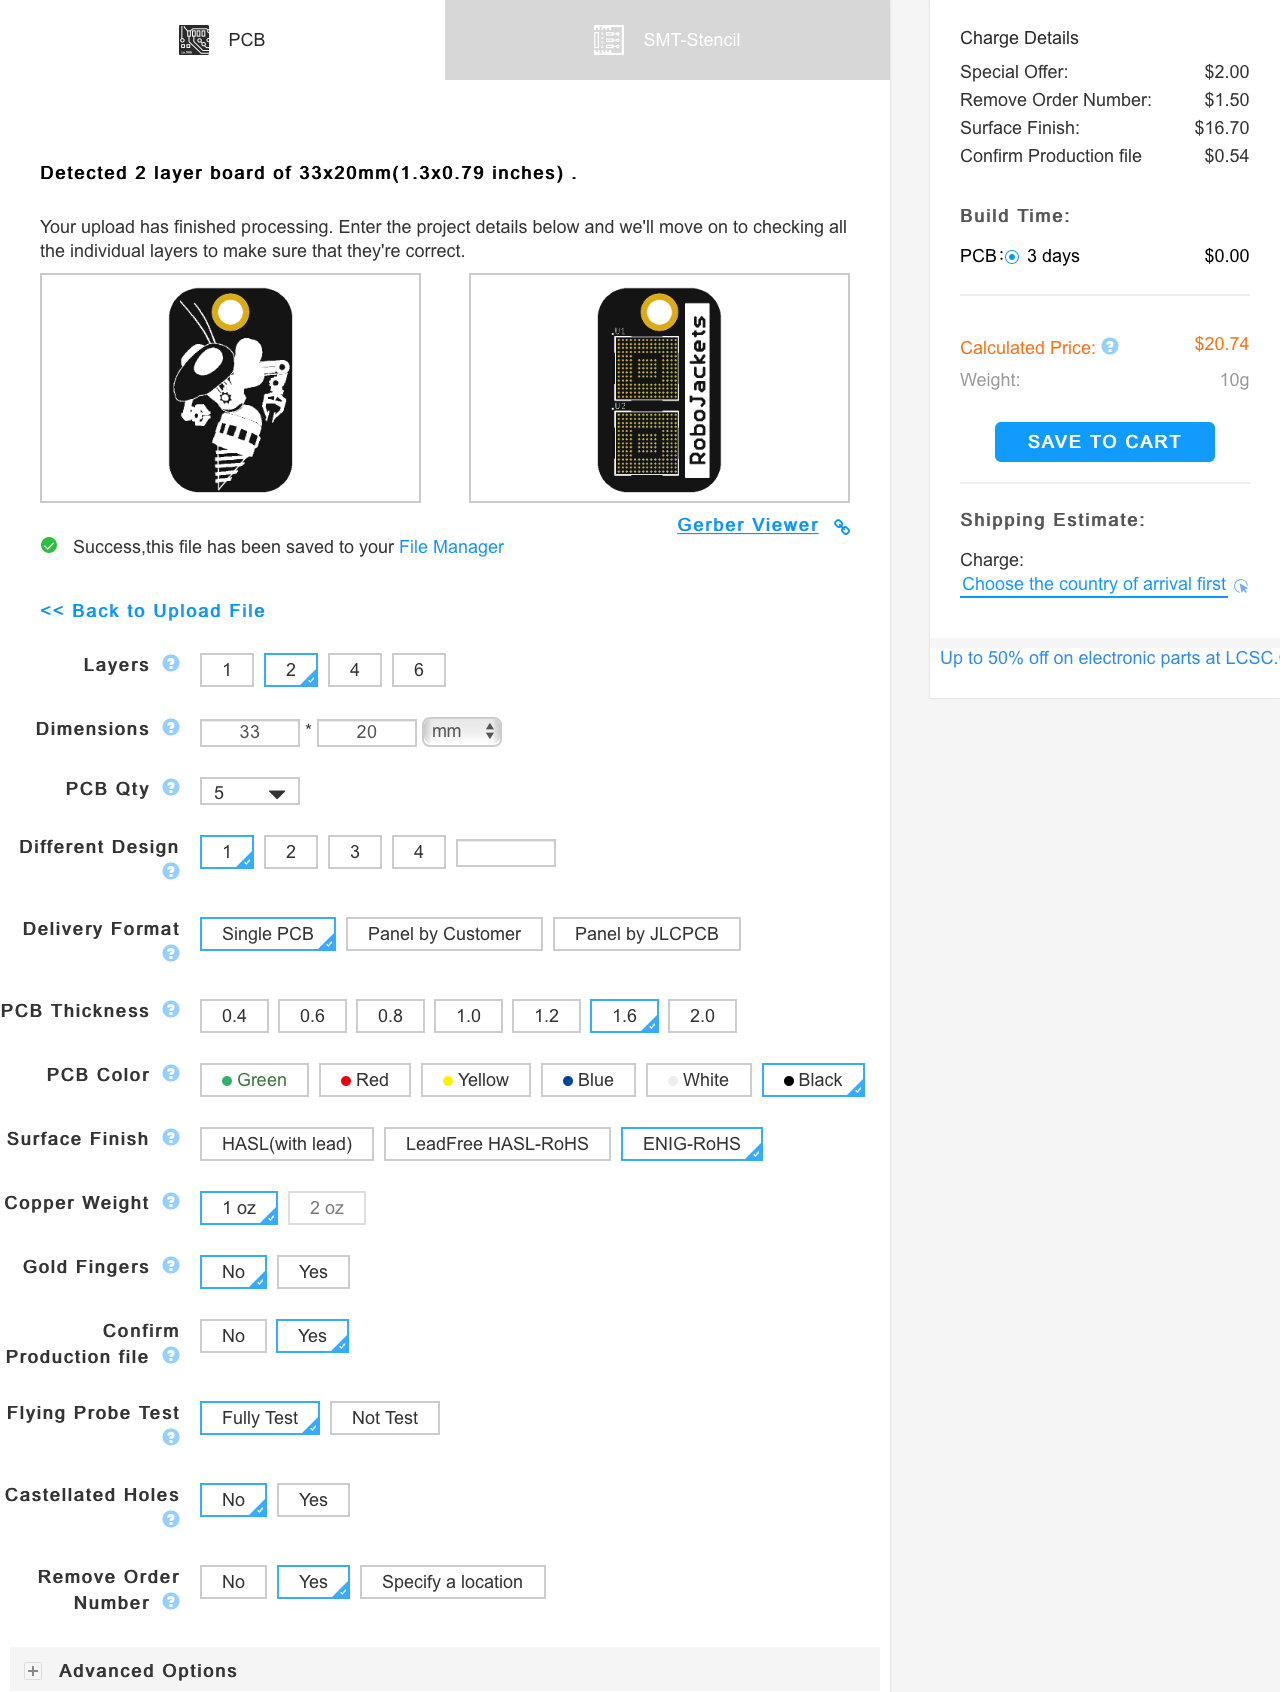 PCB
SMT-Stencil
Detected 2 layer board of 33x20mm(1.3x0.79 inches) .
Your upload has finished processing. Enter the project details below and we'll move on to checking all
the individual layers to make sure that they're correct.
U1
U2
RoboJackets
Gerber Viewer
Success,this file has been saved to your File Manager
<< Back to Upload File
Layers ? 1 2 4 6
Dimensions ? 33 * 20 mm
PCB Qty ? 5
Different Design ? 1 2 3 4
Delivery Format ? Single PCB Panel by Customer Panel by JLCPCB
PCB Thickness ? 0.4 0.6 0.8 1.0 1.2 1.6 2.0
PCB Color ? Green Red Yellow Blue White Black
Surface Finish ? HASL(with lead) LeadFree HASL-RoHS ENIG-RoHS
Copper Weight ? 1 oz 2 oz
Gold Fingers ? No Yes
Confirm
Production file ? No Yes
Flying Probe Test ? Fully Test Not Test
Castellated Holes ? No Yes
Remove Order
Number ? No Yes Specify a location
+ Advanced Options
Charge Details
Special Offer: $2.00
Remove Order Number: $1.50
Surface Finish: $16.70
Confirm Production file $0.54
Build Time:
PCB: 3 days $0.00
Calculated Price: ? $20.74
Weight: 10g
SAVE TO CART
Shipping Estimate:
Charge:
Choose the country of arrival first
Up to 50% off on electronic parts at LCSC.